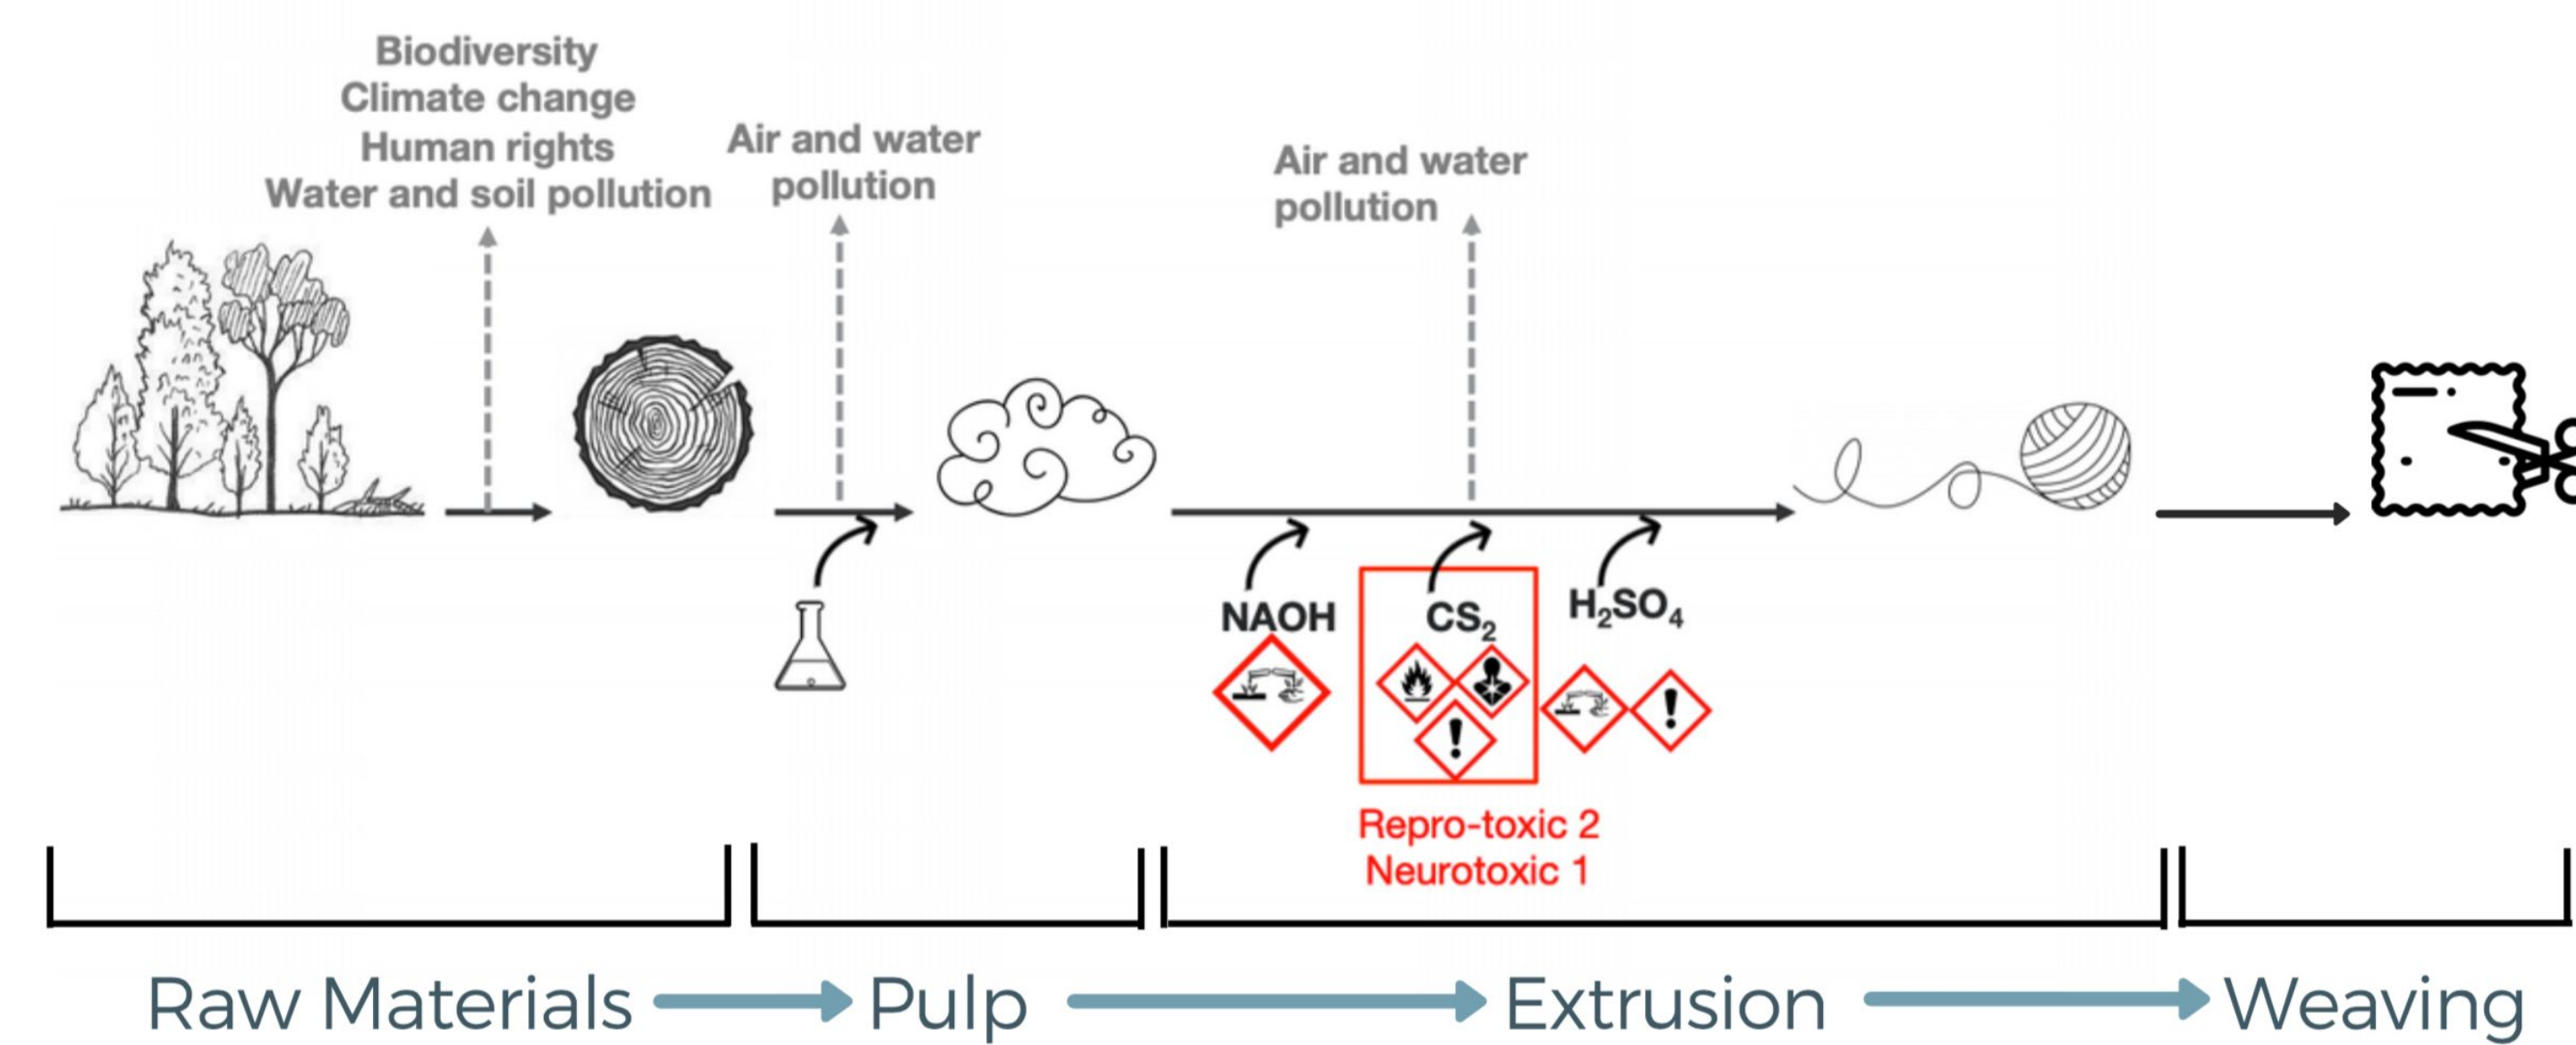 Biodiversity
Climate change
Human rights
Water and soil pollution
Air and water
pollution
Air and water
pollution
NAOH
CS₂
H₂SO₄
Repro-toxic 2
Neurotoxic 1
Raw Materials
Pulp
Extrusion
Weaving